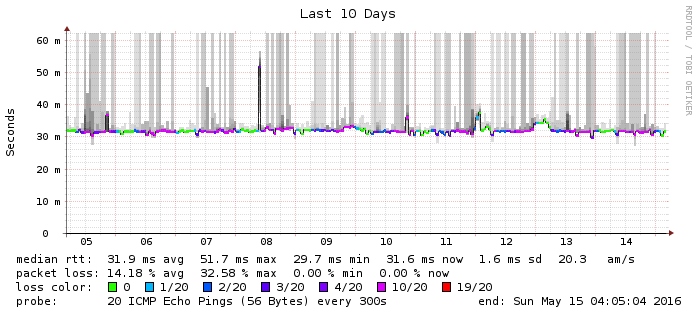 Last 10 Days
RRDTOOL / TOBI OETIKER
Seconds
60 m
50 m
40 m
30 m
20 m
10 m
0
05 06 07 08 09 10 11 12 13 14
median rtt: 31.9 ms avg 51.7 ms max 29.7 ms min 31.6 ms now 1.6 ms sd 20.3 am/s
packet loss: 14.18 % avg 32.58 % max 0.00 % min 0.00 % now
loss color: 0 1/20 2/20 3/20 4/20 10/20 19/20
probe: 20 ICMP Echo Pings (56 Bytes) every 300s end: Sun May 15 04:05:04 2016